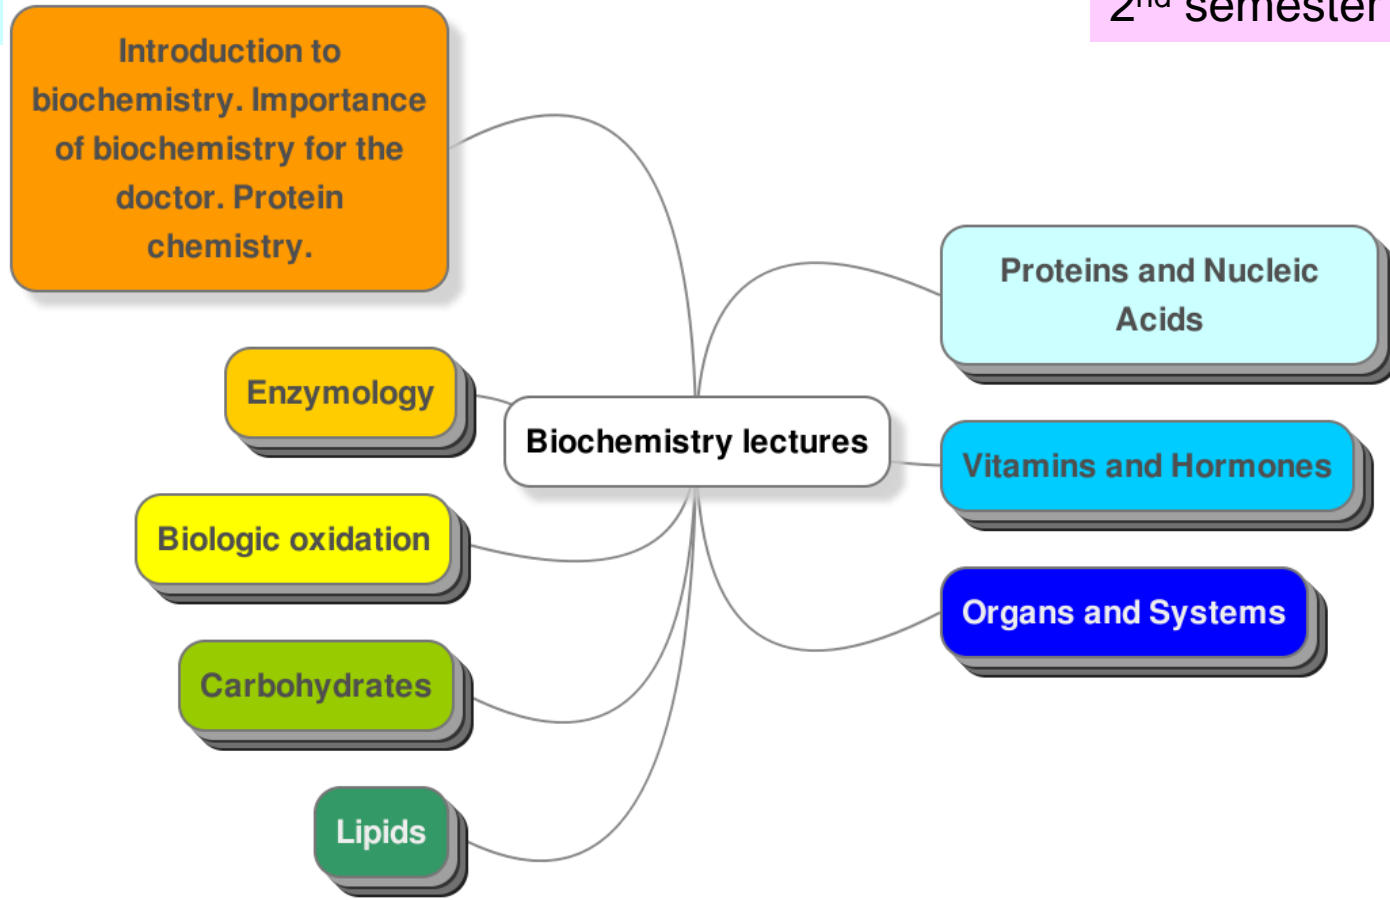 2nd semester
Introduction to
biochemistry. Importance
of biochemistry for the
doctor. Protein
chemistry.
Enzymology
Biologic oxidation
Carbohydrates
Lipids
Biochemistry lectures
Proteins and Nucleic
Acids
Vitamins and Hormones
Organs and Systems